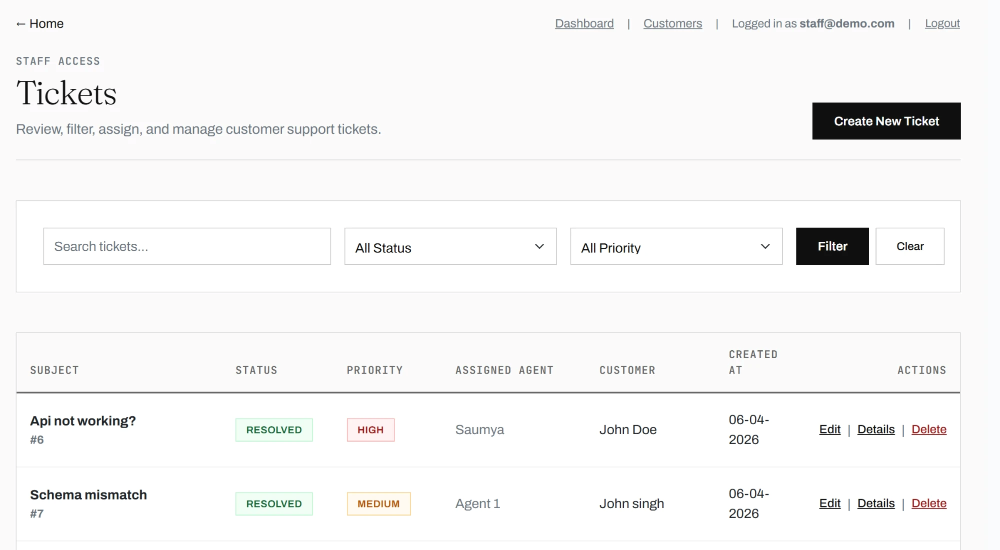 ← Home
Dashboard | Customers | Logged in as staff@demo.com | Logout
STAFF ACCESS
Tickets
Review, filter, assign, and manage customer support tickets.
Create New Ticket
Search tickets...
All Status
All Priority
Filter
Clear
SUBJECT STATUS PRIORITY ASSIGNED AGENT CUSTOMER CREATED AT ACTIONS
Api not working?
#6
RESOLVED
HIGH
Saumya
John Doe
06-04-
2026
Edit | Details | Delete
Schema mismatch
#7
RESOLVED
MEDIUM
Agent 1
John singh
06-04-
2026
Edit | Details | Delete